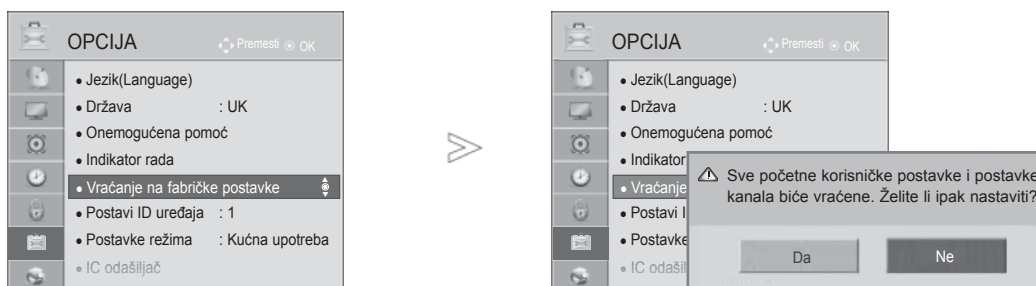 OPCIJA Premesti OK
• Jezik(Language)
• Država : UK
• Onemogućena pomoć
• Indikator rada
• Vraćanje na fabričke postavke
• Postavi ID uređaja : 1
• Postavke režima : Kućna upotreba
• IC odašiljač
>
OPCIJA Premesti OK
• Jezik(Language)
• Država : UK
• Onemogućena pomoć
• Indikator
• Vraćanje
• Postavi I
• Postavke
• IC odašil
Sve početne korisničke postavke i postavke
kanala biće vraćene. Želite li ipak nastaviti?
Da Ne